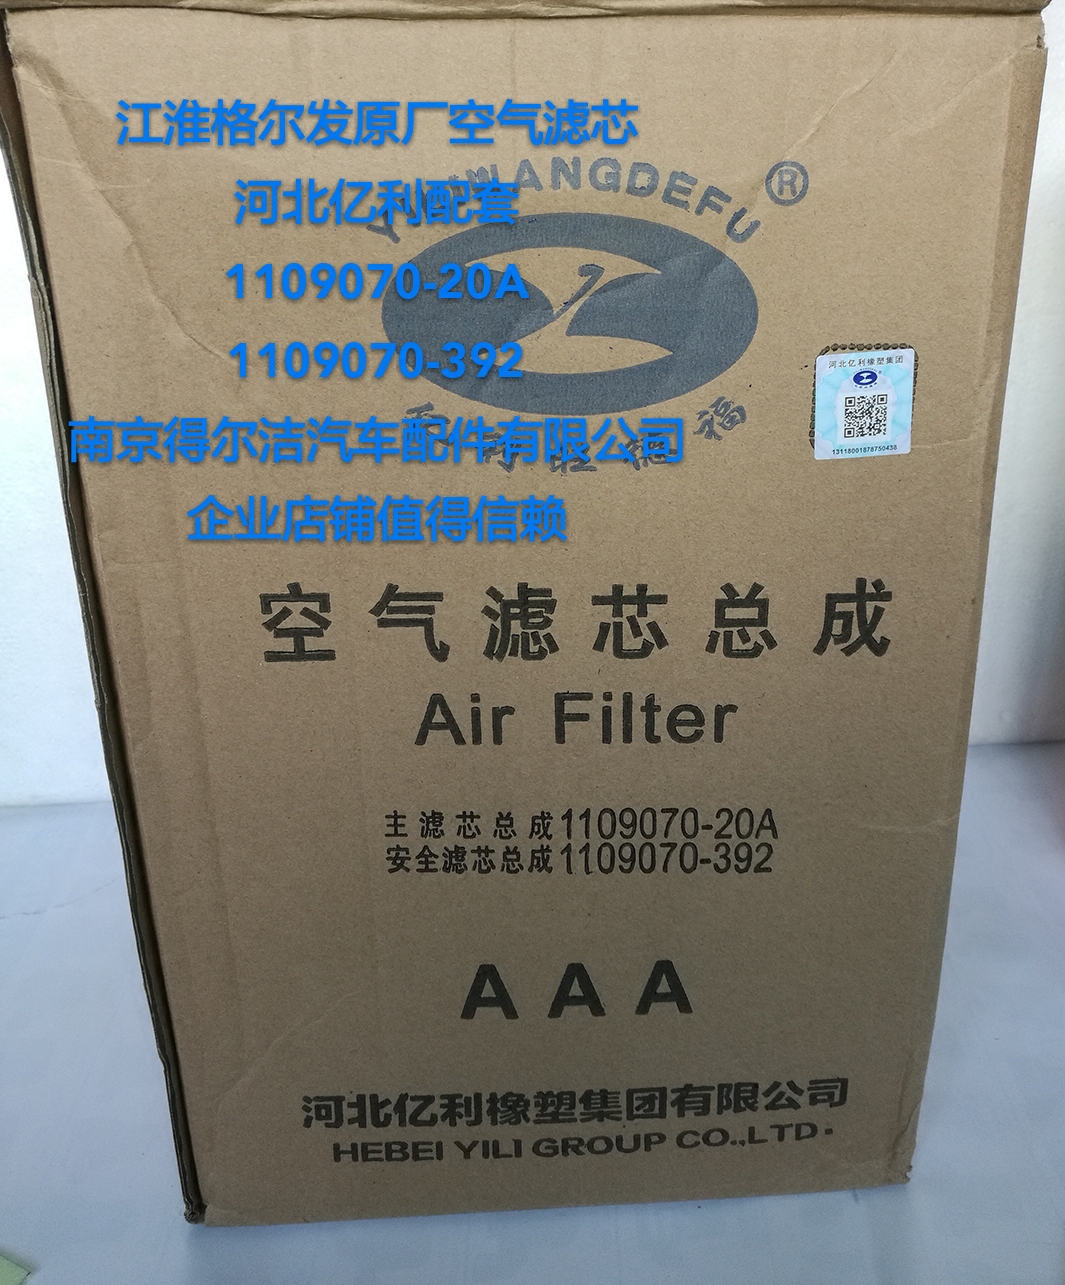 江淮格尔发原厂空气滤芯
河北亿利配套
1109070-20A
1109070-392
南京得尔洁汽车配件有限公司
企业店铺值得信赖
WANGDEFU
®
福
河北亿利橡塑集团
13118001878750438
空气滤芯总成
Air Filter
主滤芯总成1109070-20A
安全滤芯总成1109070-392
AAA
河北亿利橡塑集团有限公司
HEBEI YILI GROUP CO.,LTD.